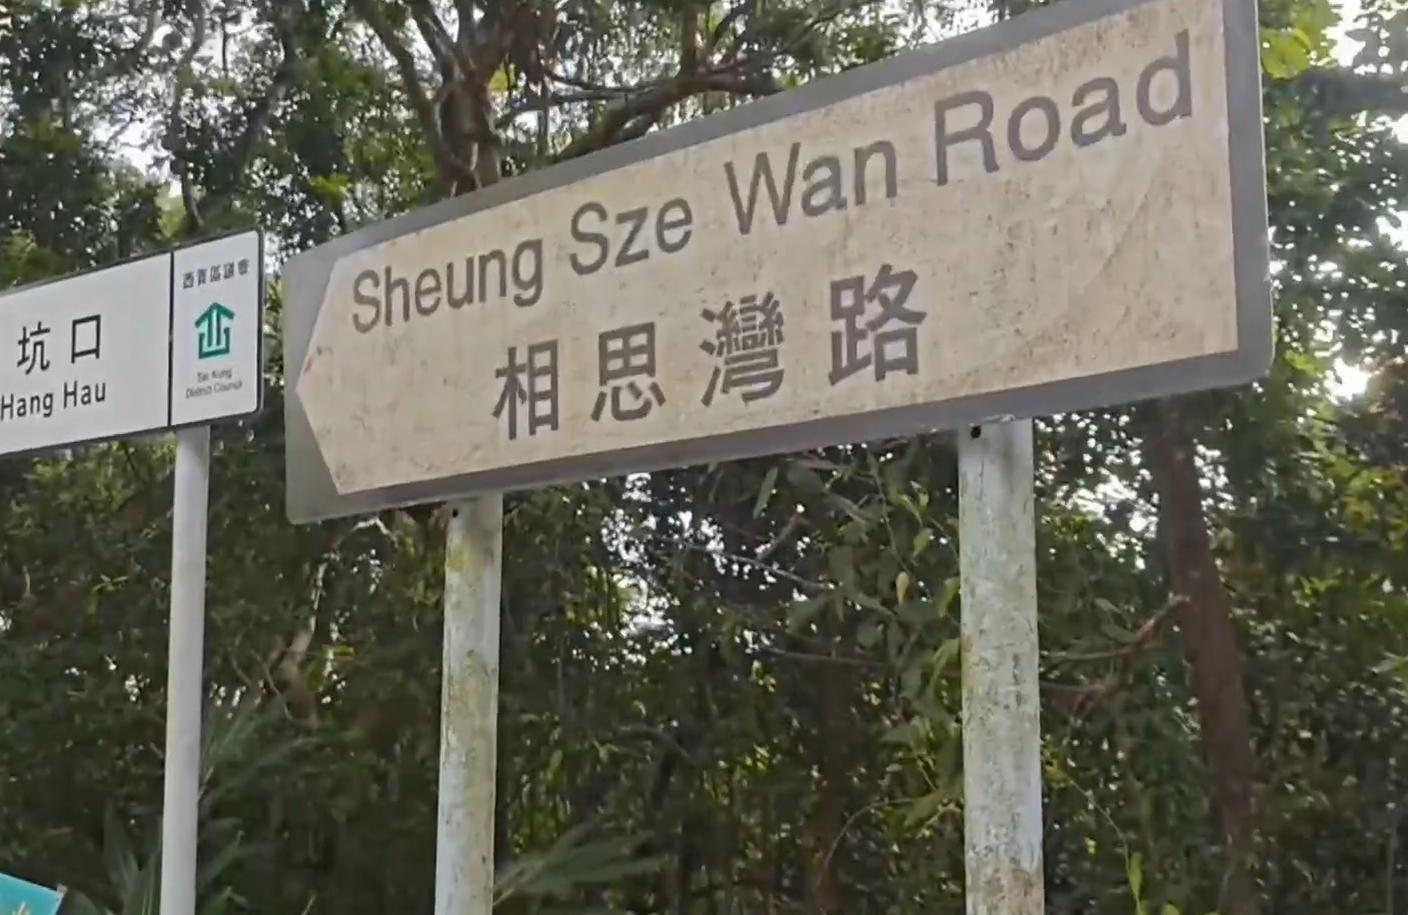 坑口
Hang Hau
西貢區議會
Sai Kung
District Council
Sheung Sze Wan Road
相思灣路